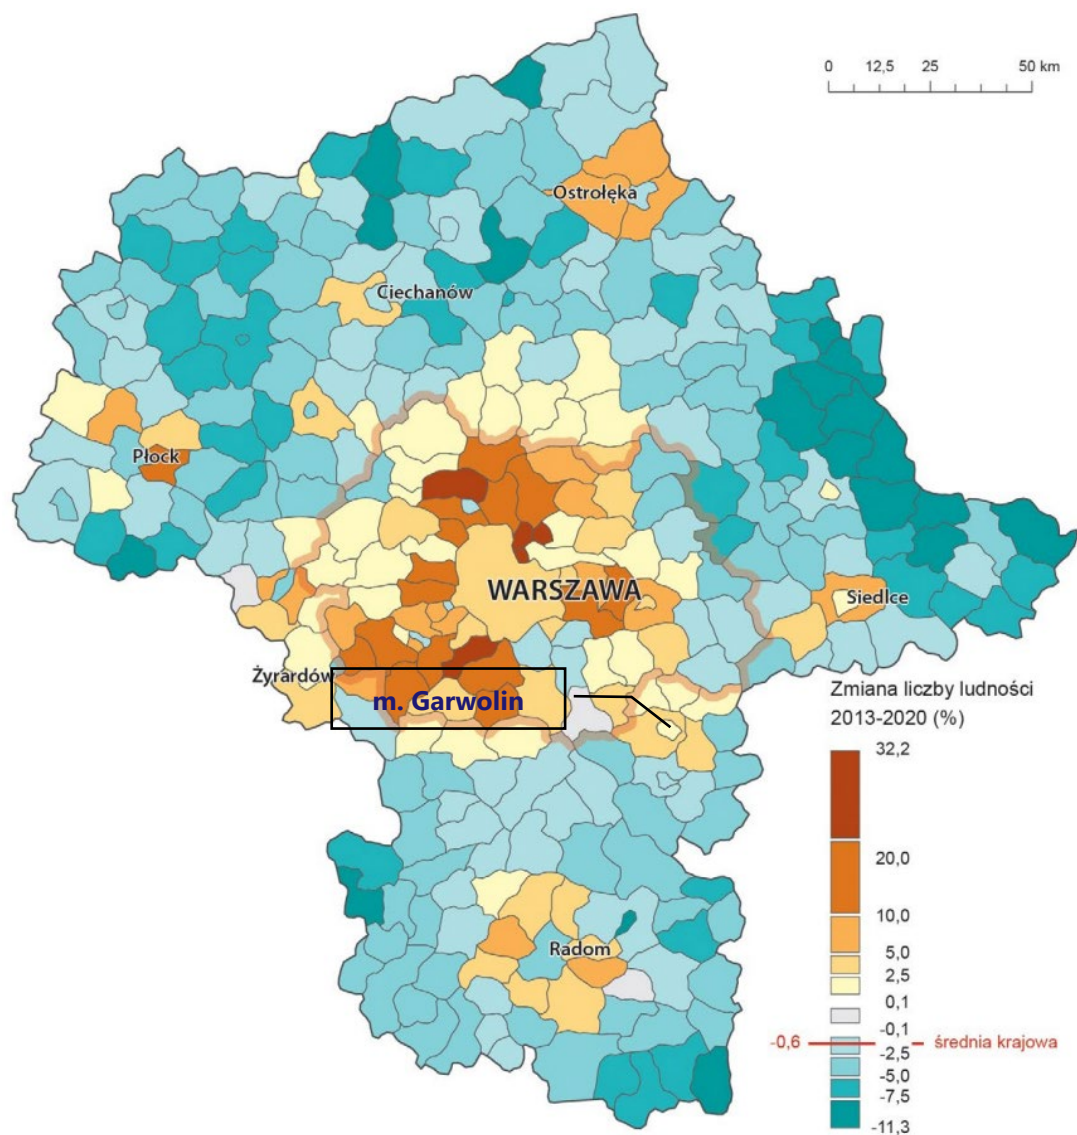 0 12,5 25 50 km
Ostrołęka
Ciechanów
Płock
WARSZAWA
Siedlce
Żyrardów
m. Garwolin
Radom
Zmiana liczby ludności
2013-2020 (%)
32,2
20,0
10,0
5,0
2,5
0,1
-0,1
-0,6 średnia krajowa
-2,5
-5,0
-7,5
-11,3